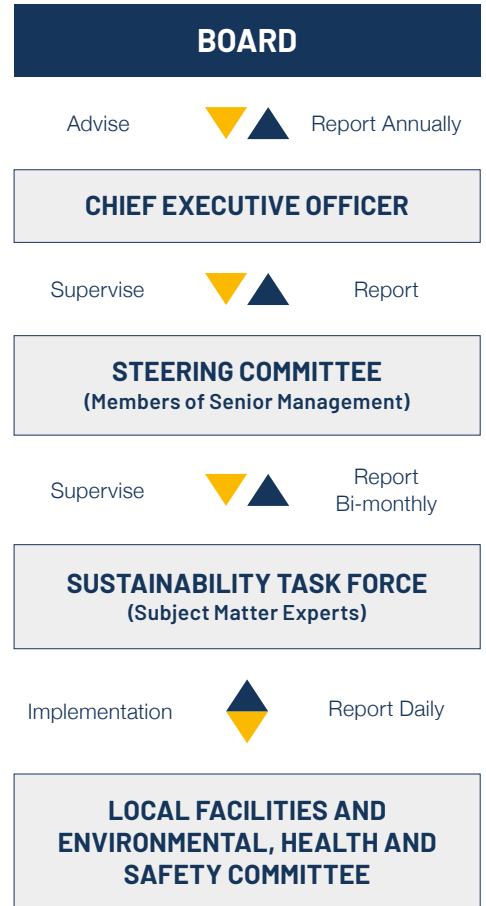 BOARD
Advise
Report Annually
CHIEF EXECUTIVE OFFICER
Supervise
Report
STEERING COMMITTEE
(Members of Senior Management)
Supervise
Report
Bi-monthly
SUSTAINABILITY TASK FORCE
(Subject Matter Experts)
Implementation
Report Daily
LOCAL FACILITIES AND
ENVIRONMENTAL, HEALTH AND
SAFETY COMMITTEE